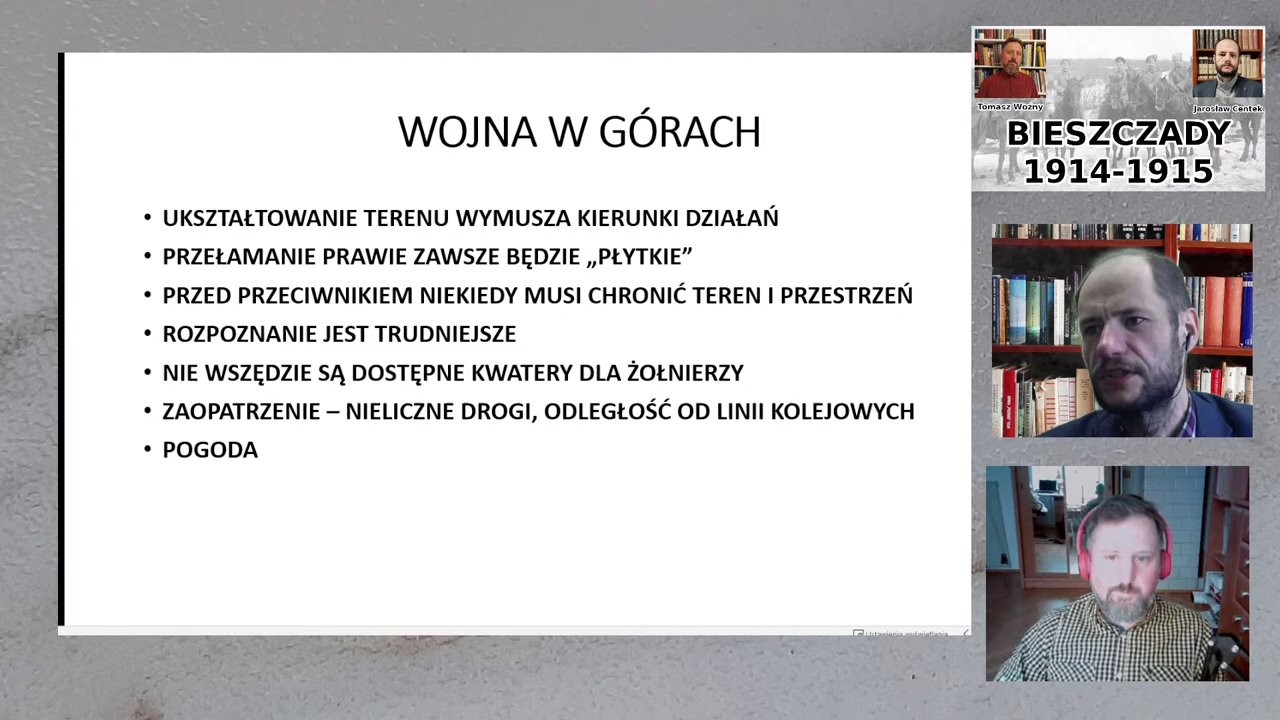 WOJNA W GÓRACH
• UKSZTAŁTOWANIE TERENU WYMUSZA KIERUNKI DZIAŁAŃ
• PRZEŁAMANIE PRAWIE ZAWSZE BĘDZIE „PŁYTKIE”
• PRZED PRZECIWNIKIEM NIEKIEDY MUSI CHRONIĆ TEREN I PRZESTRZEŃ
• ROZPOZNANIE JEST TRUDNIEJSZE
• NIE WSZĘDZIE SĄ DOSTĘPNE KWATERY DLA ŻOŁNIERZY
• ZAOPATRZENIE – NIELICZNE DROGI, ODLEGŁOŚĆ OD LINII KOLEJOWYCH
• POGODA
Ustawienia wyświetlania
Tomasz Woźny
Jarosław Centek
BIESZCZADY
1914-1915